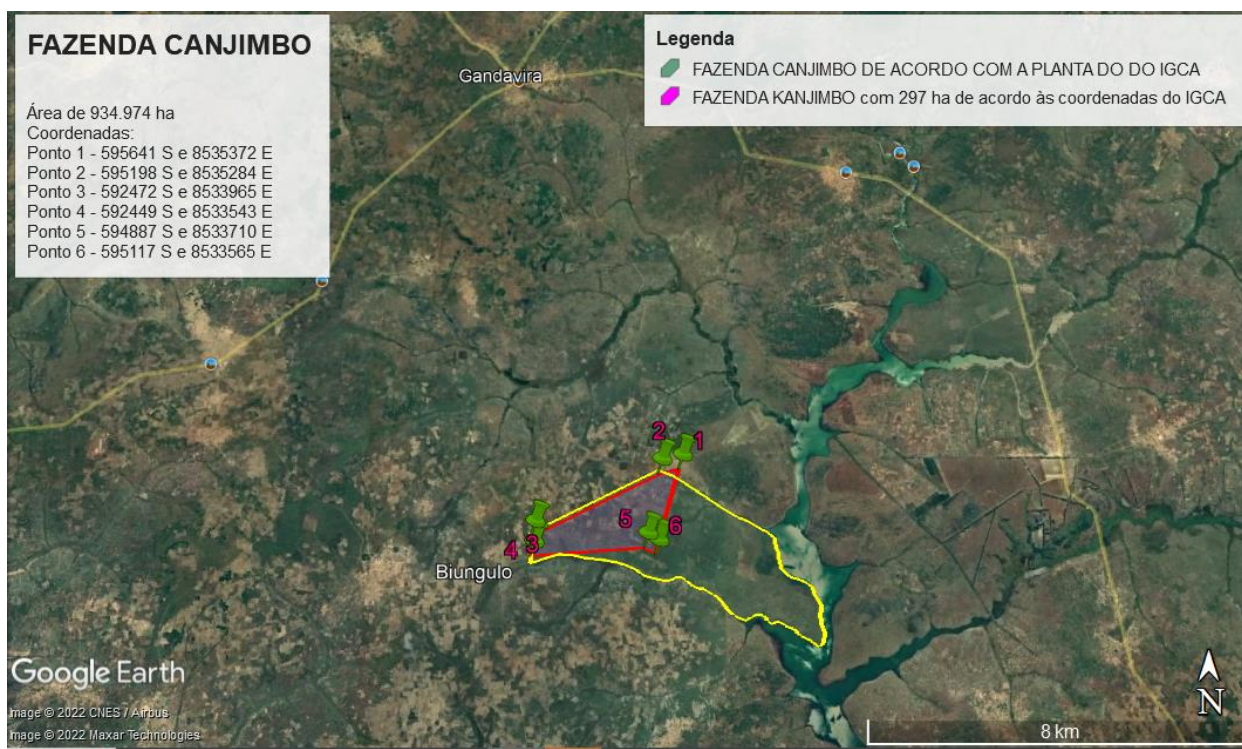 FAZENDA CANJIMBO
Área de 934.974 ha
Coordenadas:
Ponto 1 - 595641 S e 8535372 E
Ponto 2 - 595198 S e 8535284 E
Ponto 3 - 592472 S e 8533965 E
Ponto 4 - 592449 S e 8533543 E
Ponto 5 - 594887 S e 8533710 E
Ponto 6 - 595117 S e 8533565 E
Legenda
FAZENDA CANJIMBO DE ACORDO COM A PLANTA DO DO IGCA
FAZENDA KANJIMBO com 297 ha de acordo às coordenadas do IGCA
Gandavira
2
1
5
6
4
3
Biungulo
Google Earth
Image © 2022 CNES / Airbus
Image © 2022 Maxar Technologies
N
8 km